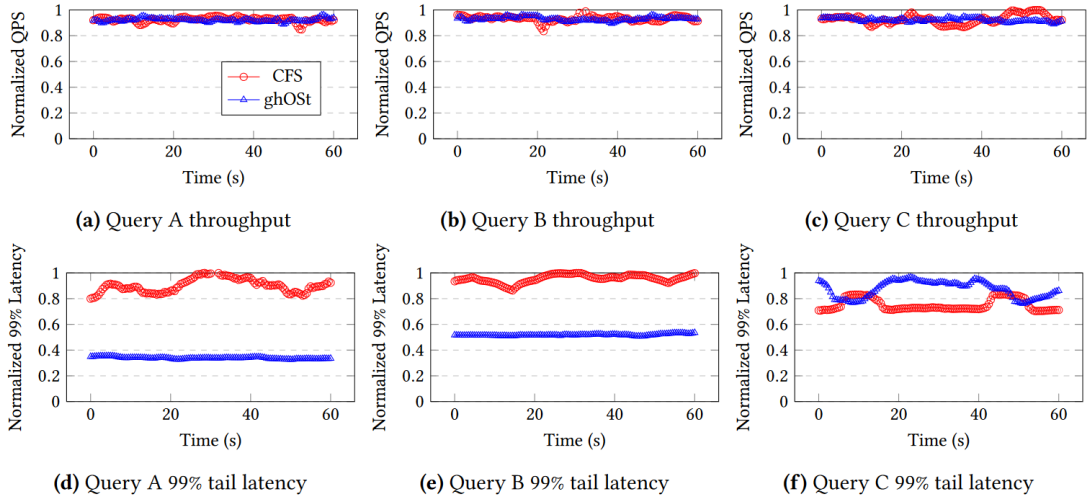 Normalized QPS
1
0.8
0.6
0.4
0.2
0
CFS
ghOSt
0 20 40 60
Time (s)
(a) Query A throughput
Normalized QPS
1
0.8
0.6
0.4
0.2
0
0 20 40 60
Time (s)
(b) Query B throughput
Normalized QPS
1
0.8
0.6
0.4
0.2
0
0 20 40 60
Time (s)
(c) Query C throughput
Normalized 99% Latency
1
0.8
0.6
0.4
0.2
0
0 20 40 60
Time (s)
(d) Query A 99% tail latency
Normalized 99% Latency
1
0.8
0.6
0.4
0.2
0
0 20 40 60
Time (s)
(e) Query B 99% tail latency
Normalized 99% Latency
1
0.8
0.6
0.4
0.2
0
0 20 40 60
Time (s)
(f) Query C 99% tail latency